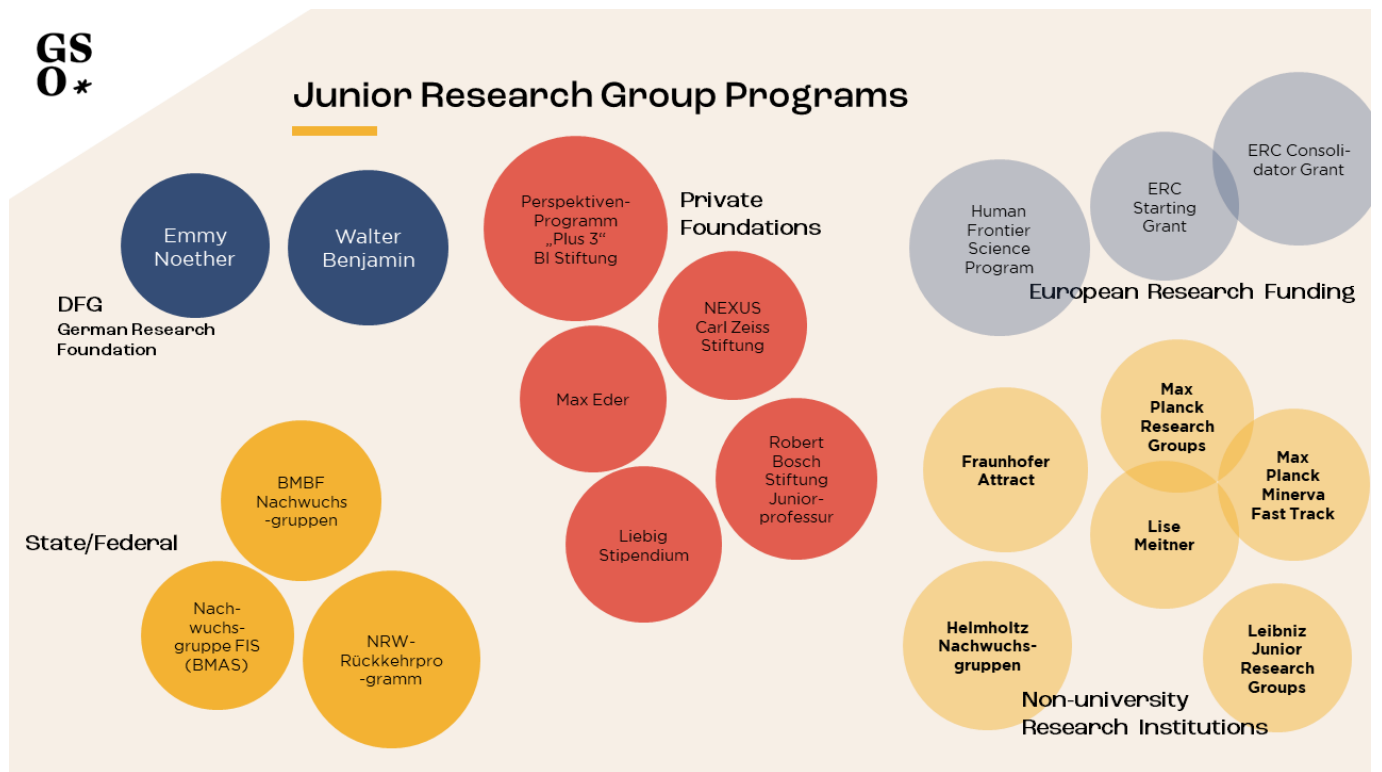 GS
O*
Junior Research Group Programs
Emmy
Noether
Walter
Benjamin
DFG
German Research
Foundation
Perspektiven-
Programm
„Plus 3“
BI Stiftung
Private
Foundations
NEXUS
Carl Zeiss
Stiftung
Max Eder
Robert
Bosch
Stiftung
Junior-
professur
Liebig
Stipendium
Human
Frontier
Science
Program
ERC
Starting
Grant
ERC Consoli-
dator Grant
European Research Funding
State/Federal
BMBF
Nachwuchs
-gruppen
Nach-
wuchs-
gruppe FIS
(BMAS)
NRW-
Rückkehrpro
-gramm
Fraunhofer
Attract
Max
Planck
Research
Groups
Max
Planck
Minerva
Fast Track
Lise
Meitner
Helmholtz
Nachwuchs-
gruppen
Leibniz
Junior
Research
Groups
Non-university
Research Institutions